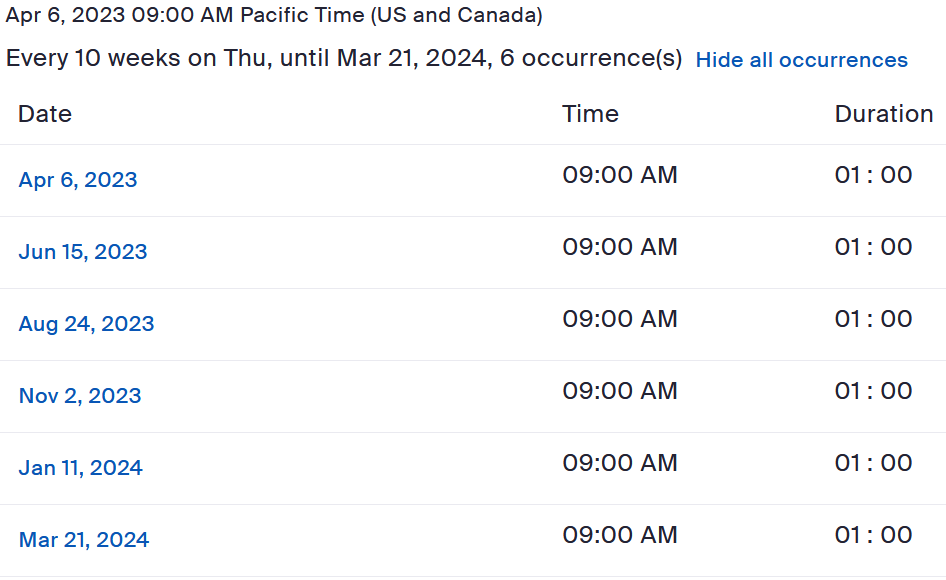 Apr 6, 2023 09:00 AM Pacific Time (US and Canada)
Every 10 weeks on Thu, until Mar 21, 2024, 6 occurrence(s) Hide all occurrences
Date Time Duration
Apr 6, 2023 09:00 AM 01 : 00
Jun 15, 2023 09:00 AM 01 : 00
Aug 24, 2023 09:00 AM 01 : 00
Nov 2, 2023 09:00 AM 01 : 00
Jan 11, 2024 09:00 AM 01 : 00
Mar 21, 2024 09:00 AM 01 : 00